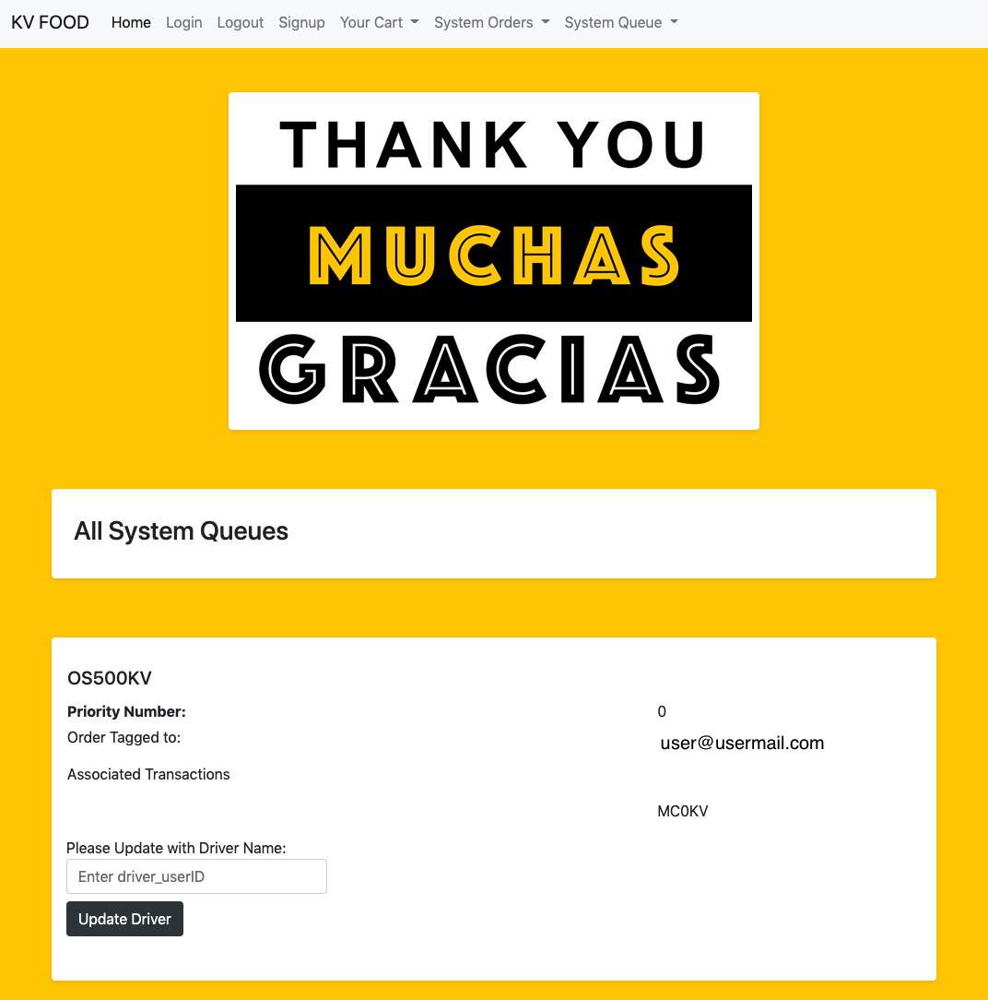 KV FOOD Home Login Logout Signup Your Cart System Orders System Queue
THANK YOU
MUCHAS
GRACIAS
All System Queues
OS500KV
Priority Number: 0
Order Tagged to: user@usermail.com
Associated Transactions
MC0KV
Please Update with Driver Name:
Enter driver_userID
Update Driver